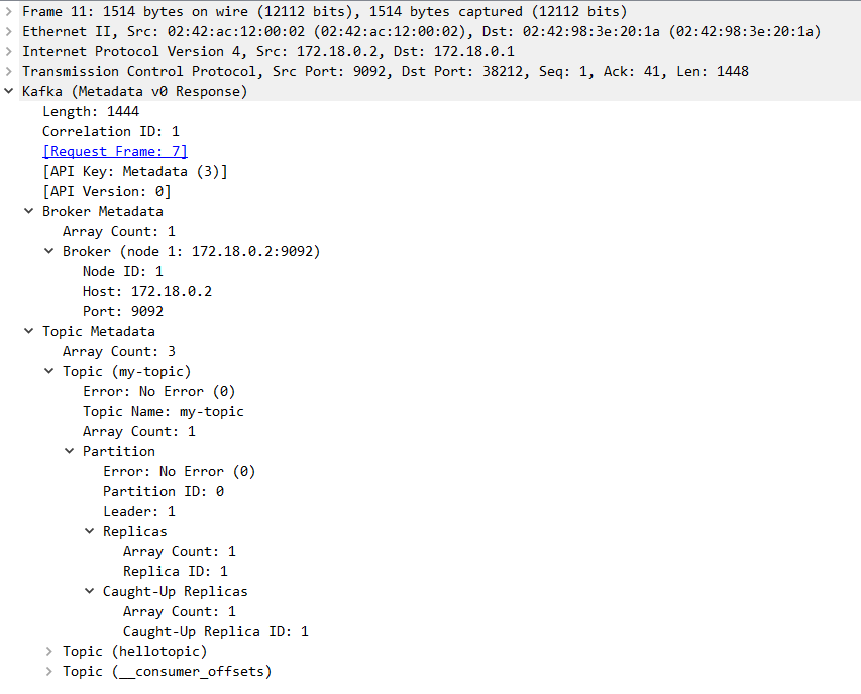 Frame 11: 1514 bytes on wire (12112 bits), 1514 bytes captured (12112 bits)
Ethernet II, Src: 02:42:ac:12:00:02 (02:42:ac:12:00:02), Dst: 02:42:98:3e:20:1a (02:42:98:3e:20:1a)
Internet Protocol Version 4, Src: 172.18.0.2, Dst: 172.18.0.1
Transmission Control Protocol, Src Port: 9092, Dst Port: 38212, Seq: 1, Ack: 41, Len: 1448
Kafka (Metadata v0 Response)
Length: 1444
Correlation ID: 1
[Request Frame: 7]
[API Key: Metadata (3)]
[API Version: 0]
Broker Metadata
Array Count: 1
Broker (node 1: 172.18.0.2:9092)
Node ID: 1
Host: 172.18.0.2
Port: 9092
Topic Metadata
Array Count: 3
Topic (my-topic)
Error: No Error (0)
Topic Name: my-topic
Array Count: 1
Partition
Error: No Error (0)
Partition ID: 0
Leader: 1
Replicas
Array Count: 1
Replica ID: 1
Caught-Up Replicas
Array Count: 1
Caught-Up Replica ID: 1
Topic (hellotopic)
Topic (__consumer_offsets)